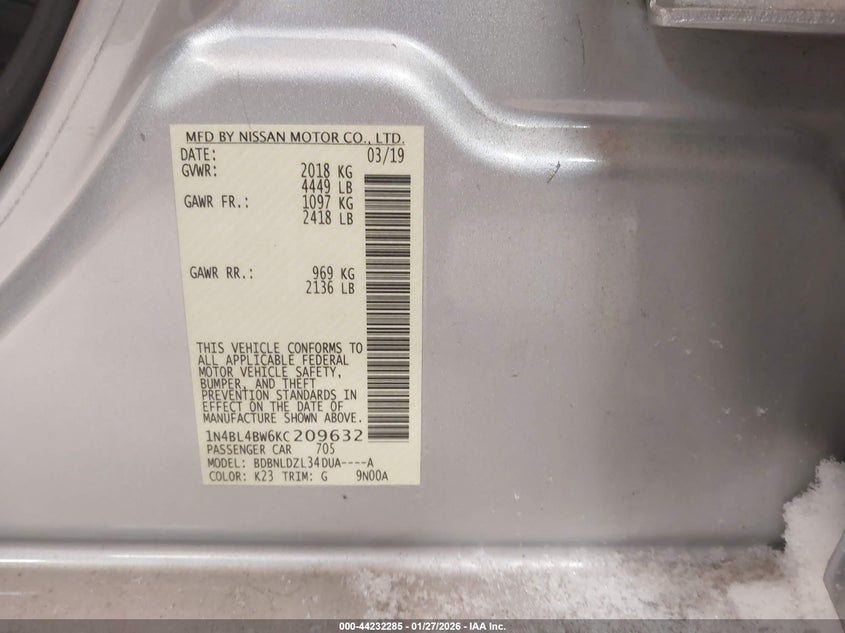 MFD BY NISSAN MOTOR CO., LTD.
DATE: 03/19
GVWR: 2018 KG
4449 LB
GAWR FR.: 1097 KG
2418 LB
GAWR RR.: 969 KG
2136 LB
THIS VEHICLE CONFORMS TO
ALL APPLICABLE FEDERAL
MOTOR VEHICLE SAFETY,
BUMPER, AND THEFT
PREVENTION STANDARDS IN
EFFECT ON THE DATE OF
MANUFACTURE SHOWN ABOVE.
1N4BL4BW6KC209632
PASSENGER CAR 705
MODEL: BDBNLDZL34DUA----A
COLOR: K23 TRIM: G 9N00A
000-44232285 - 01/27/2026 - IAA Inc.